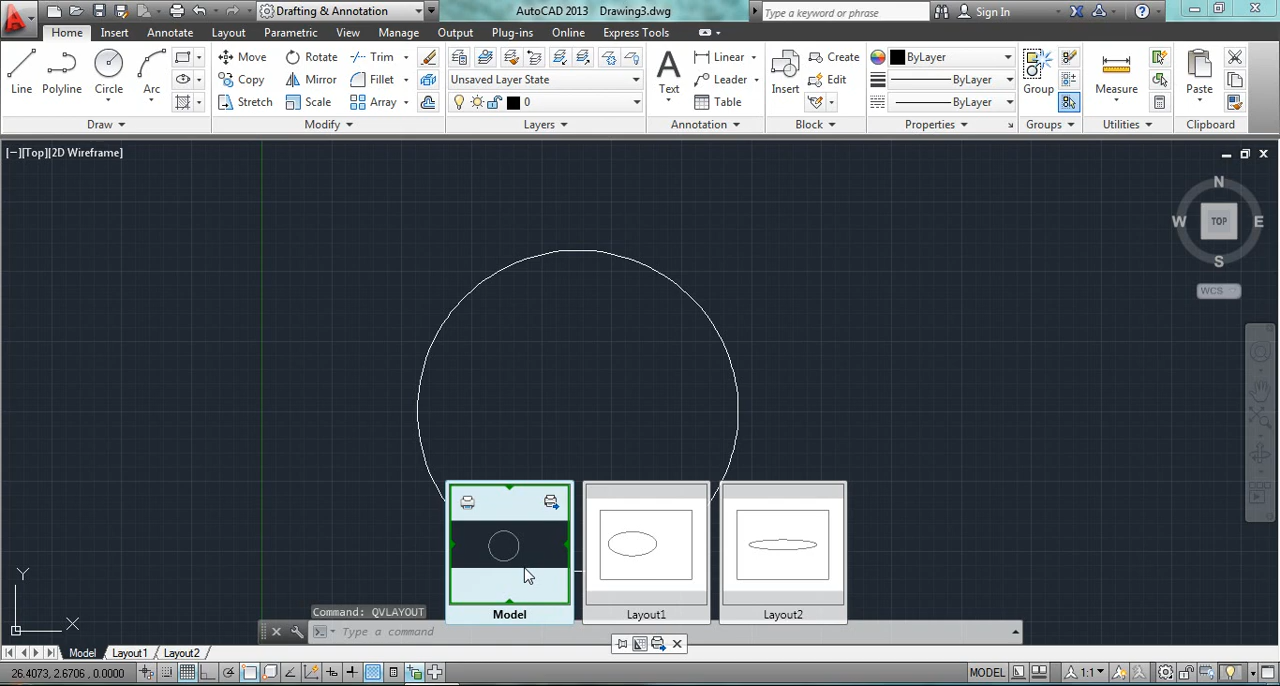 Drafting & Annotation
AutoCAD 2013 Drawing3.dwg
Type a keyword or phrase
Sign In
Home Insert Annotate Layout Parametric View Manage Output Plug-ins Online Express Tools
Line Polyline Circle Arc
Move Rotate Trim
Copy Mirror Fillet
Stretch Scale Array
Unsaved Layer State
0
Text
Linear
Leader
Table
Insert
Create
Edit
ByLayer
ByLayer
ByLayer
Group Measure Paste
Draw Modify Layers Annotation Block Properties Groups Utilities Clipboard
[−][Top][2D Wireframe]
N
W TOP E
S
WCS
Y
X
Model Layout1 Layout2
Command: QVLAYOUT
Type a command
Model Layout1 Layout2
26.4073, 2.6706, 0.0000
MODEL
1:1